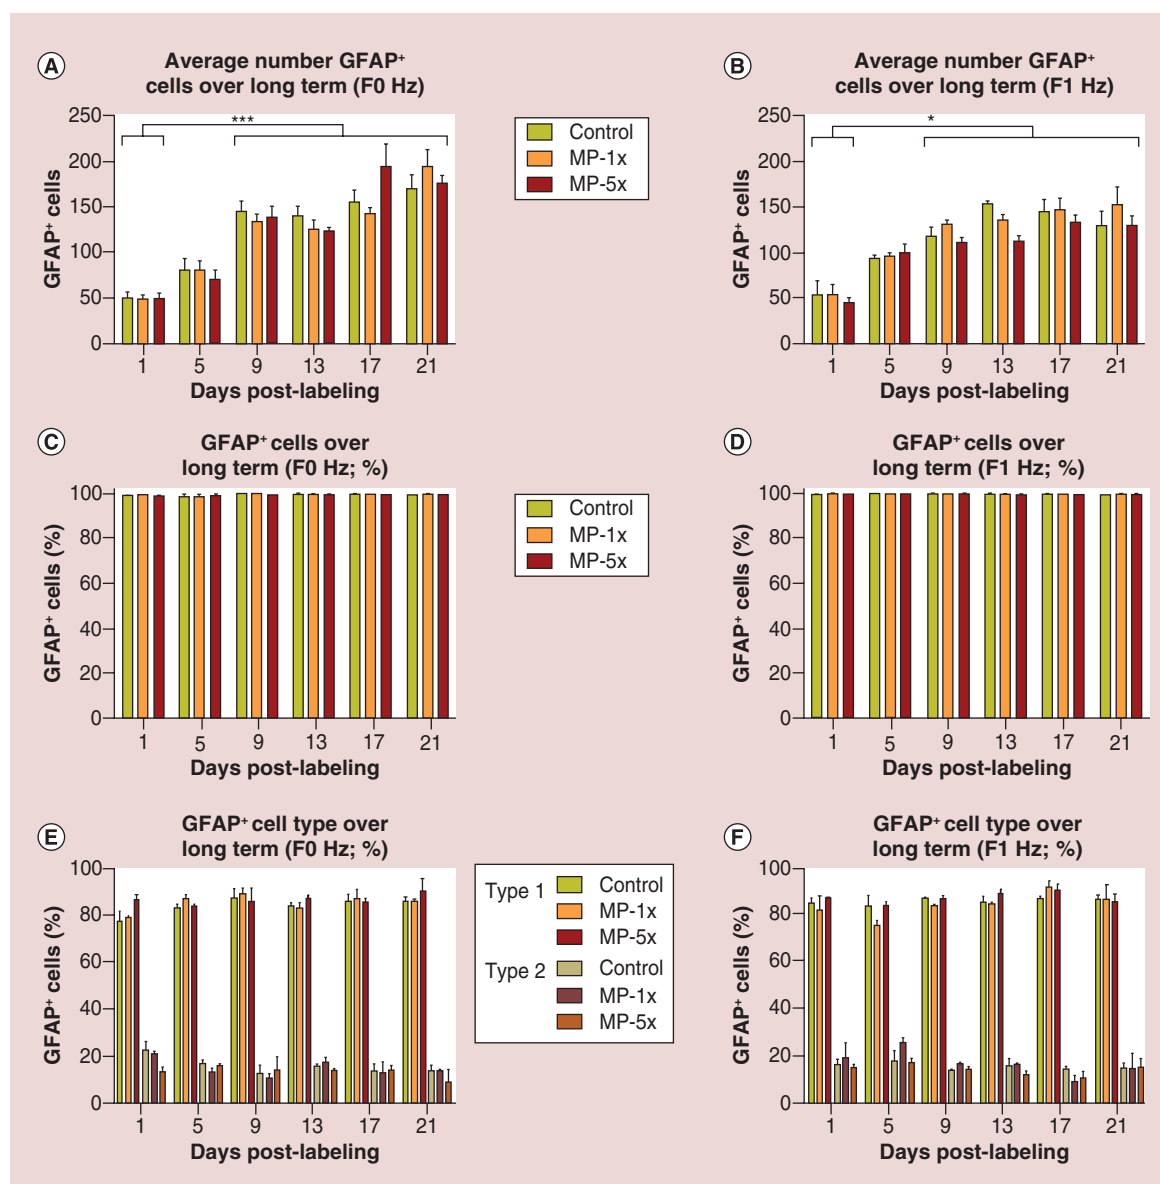 A
Average number GFAP+
cells over long term (F0 Hz)
250
200
150
100
50
0
GFAP+ cells
***
1 5 9 13 17 21
Days post-labeling
Control
MP-1x
MP-5x
B
Average number GFAP+
cells over long term (F1 Hz)
250
200
150
100
50
0
GFAP+ cells
*
1 5 9 13 17 21
Days post-labeling
C
GFAP+ cells over
long term (F0 Hz; %)
100
80
60
40
20
0
GFAP+ cells (%)
1 5 9 13 17 21
Days post-labeling
Control
MP-1x
MP-5x
D
GFAP+ cells over
long term (F1 Hz; %)
100
80
60
40
20
0
GFAP+ cells (%)
1 5 9 13 17 21
Days post-labeling
E
GFAP+ cell type over
long term (F0 Hz; %)
100
80
60
40
20
0
GFAP+ cells (%)
1 5 9 13 17 21
Days post-labeling
Type 1 Control
MP-1x
MP-5x
Type 2 Control
MP-1x
MP-5x
F
GFAP+ cell type over
long term (F1 Hz; %)
100
80
60
40
20
0
GFAP+ cells (%)
1 5 9 13 17 21
Days post-labeling